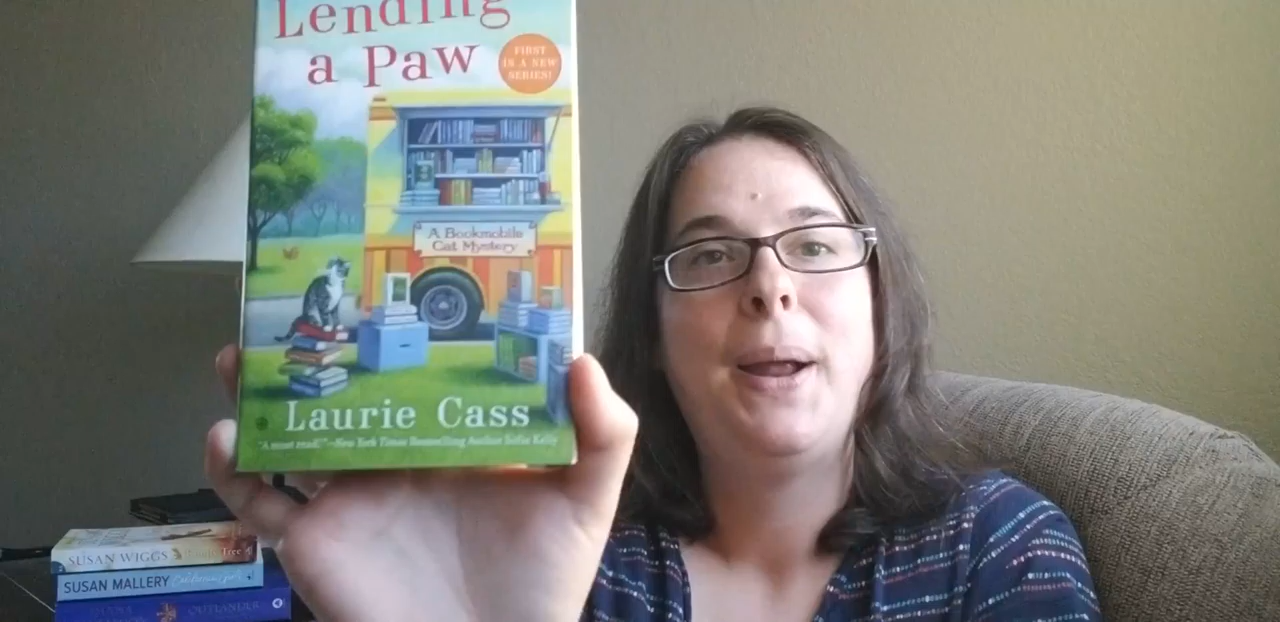 Lending
a Paw
FIRST
IN A NEW
SERIES!
A Bookmobile
Cat Mystery
Laurie Cass
"A must read!"—New York Times Bestselling Author Sofie Kelly
SUSAN WIGGS
SUSAN MALLERY
OUTLANDER